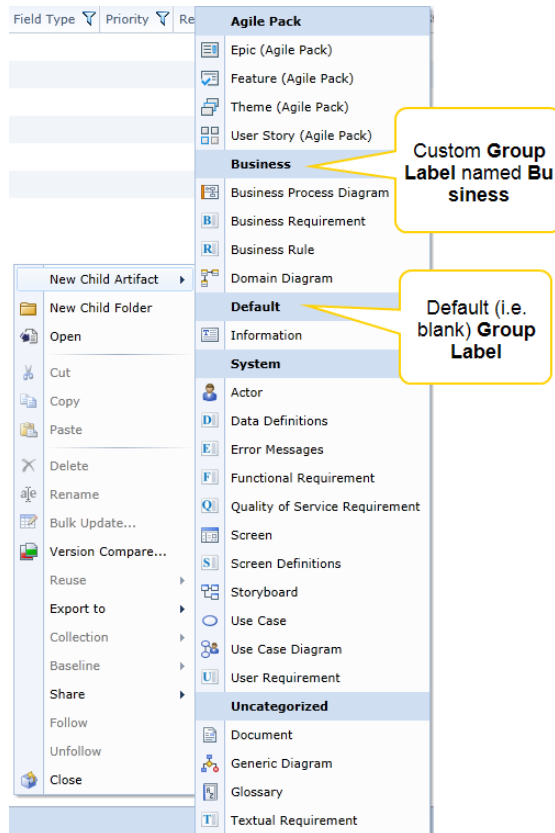 Field Type Priority Re
Agile Pack
Epic (Agile Pack)
Feature (Agile Pack)
Theme (Agile Pack)
User Story (Agile Pack)
Business
Business Process Diagram
Business Requirement
Business Rule
Domain Diagram
Default
Information
System
Actor
Data Definitions
Error Messages
Functional Requirement
Quality of Service Requirement
Screen
Screen Definitions
Storyboard
Use Case
Use Case Diagram
User Requirement
Uncategorized
Document
Generic Diagram
Glossary
Textual Requirement
Custom Group
Label named Bu
siness
Default (i.e.
blank) Group
Label
New Child Artifact
New Child Folder
Open
Cut
Copy
Paste
Delete
Rename
Bulk Update...
Version Compare...
Reuse
Export to
Collection
Baseline
Share
Follow
Unfollow
Close